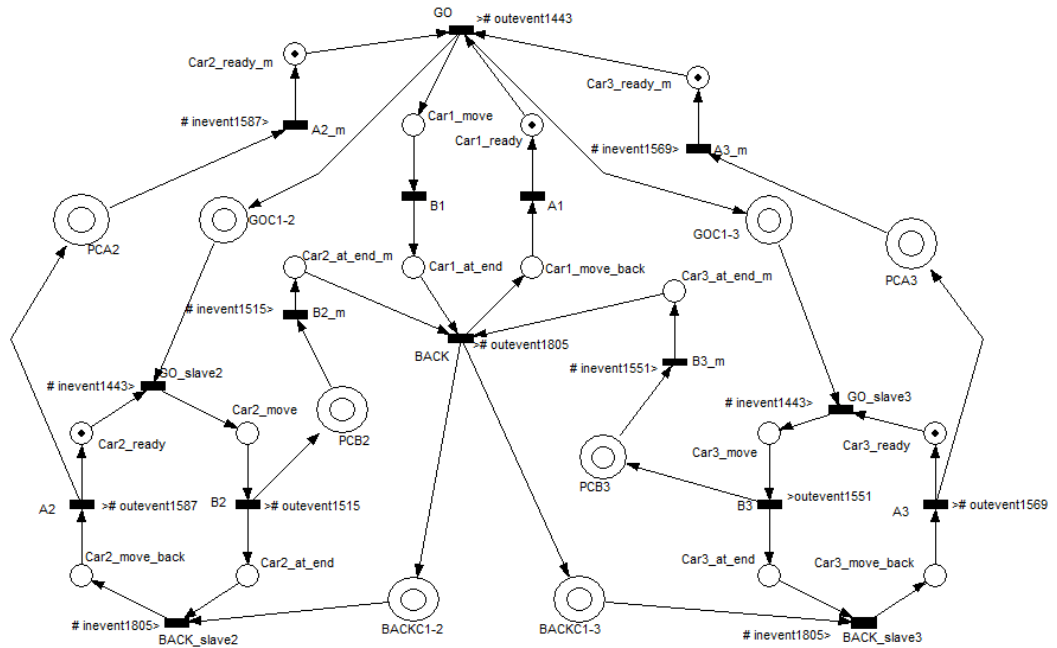 GO
># outevent1443
Car2_ready_m
Car3_ready_m
# inevent1587>
A2_m
Car1_move
Car1_ready
# inevent1569>
A3_m
B1
A1
PCA2
GOC1-2
GOC1-3
PCA3
Car2_at_end_m
Car1_at_end
Car1_move_back
Car3_at_end_m
# inevent1515>
B2_m
BACK
># outevent1805
# inevent1551>
B3_m
GO_slave2
# inevent1443>
GO_slave3
# inevent1443>
Car2_move
PCB2
Car2_ready
Car3_move
Car3_ready
PCB3
A2
># outevent1587
B2
># outevent1515
B3
>outevent1551
A3
># outevent1569
Car2_move_back
Car2_at_end
Car3_at_end
Car3_move_back
# inevent1805>
BACK_slave2
BACKC1-2
BACKC1-3
# inevent1805>
BACK_slave3